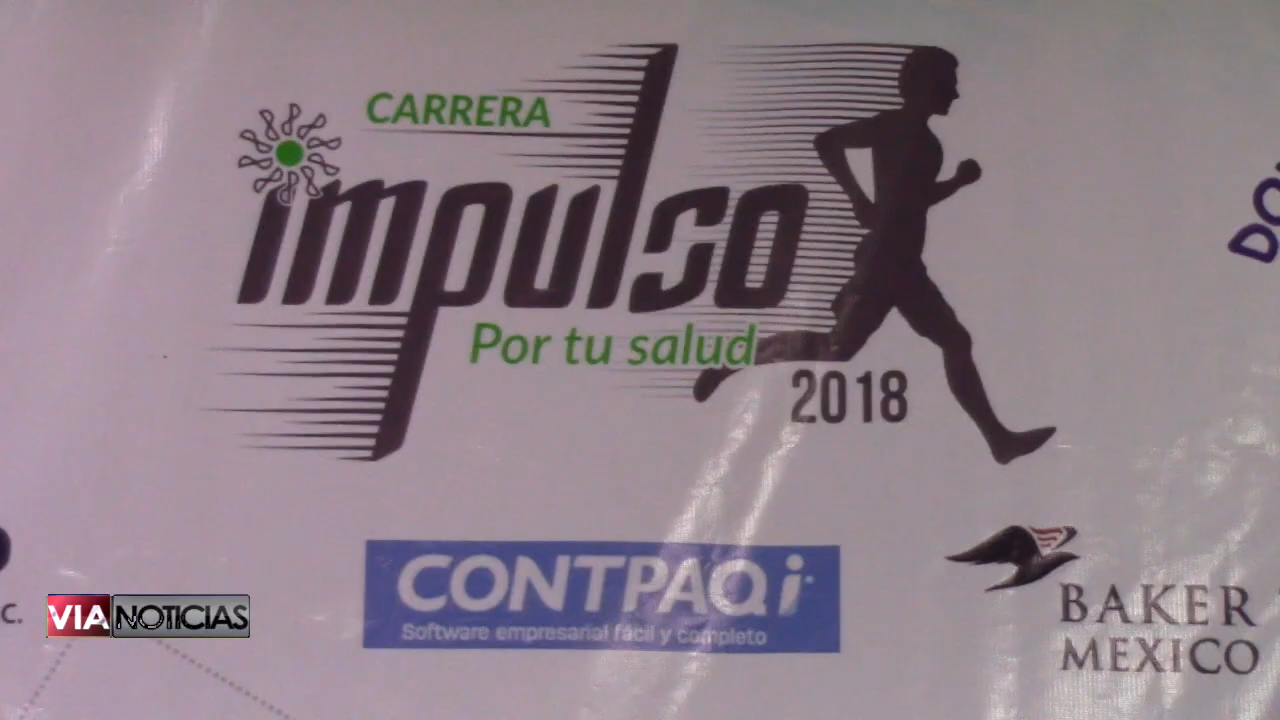 CARRERA
impulso
Por tu salud
2018
CONTPAQi
Software empresarial fácil y completo
BAKER
MEXICO
C.
VIA NOTICIAS